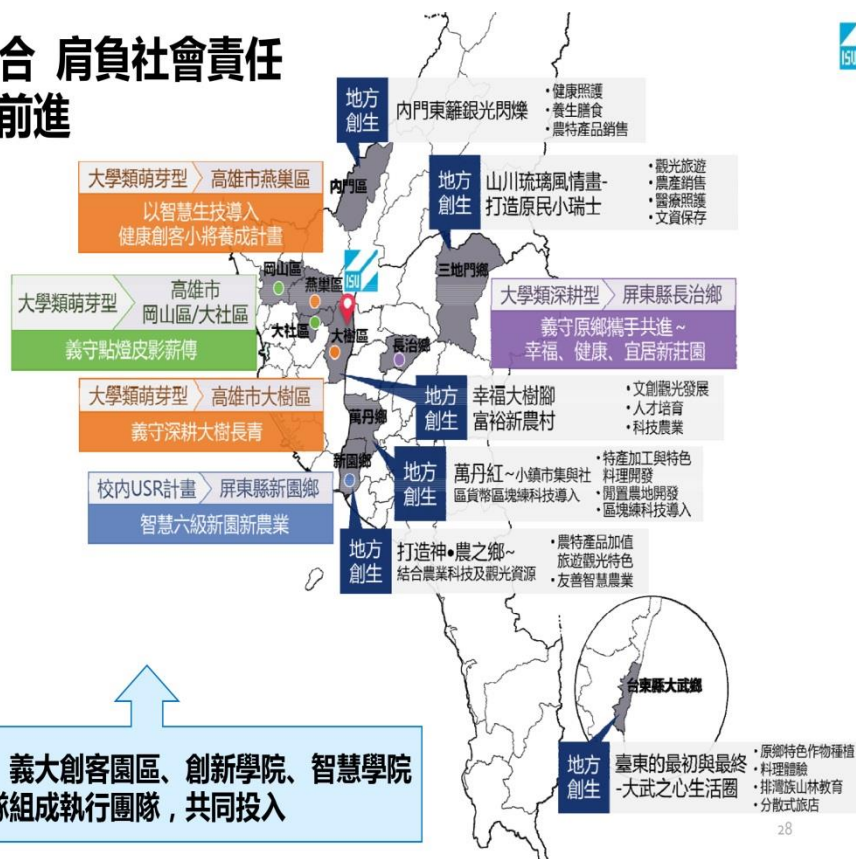 合 肩負社會責任
前進
ISU
地方
創生
內門東籬銀光閃爍
•健康照護
•養生膳食
•農特產品銷售
大學類萌芽型
高雄市燕巢區
以智慧生技導入
健康創客小將養成計畫
內門區
地方
創生
山川琉璃風情畫-
打造原民小瑞士
•觀光旅遊
•農產銷售
•醫療照護
•文資保存
大學類萌芽型
高雄市
岡山區/大社區
義守點燈皮影薪傳
岡山區
燕巢區
ISU
大社區
大樹區
三地門鄉
長治鄉
大學類深耕型
屏東縣長治鄉
義守原鄉攜手共進~
幸福、健康、宜居新莊園
大學類萌芽型
高雄市大樹區
義守深耕大樹長青
地方
創生
幸福大樹腳
富裕新農村
•文創觀光發展
•人才培育
•科技農業
萬丹鄉
新園鄉
校內USR計畫
屏東縣新園鄉
智慧六級新園新農業
地方
創生
萬丹紅~小鎮市集與社
區貨幣區塊練科技導入
•特產加工與特色
料理開發
•閒置農地開發
•區塊練科技導入
地方
創生
打造神•農之鄉~
結合農業科技及觀光資源
•農特產品加值
旅遊觀光特色
•友善智慧農業
台東縣大武鄉
地方
創生
臺東的最初與最終
-大武之心生活圈
•原鄉特色作物種植
•料理體驗
•排灣族山林教育
•分散式旅店
義大創客園區、創新學院、智慧學院
隊組成執行團隊，共同投入
28